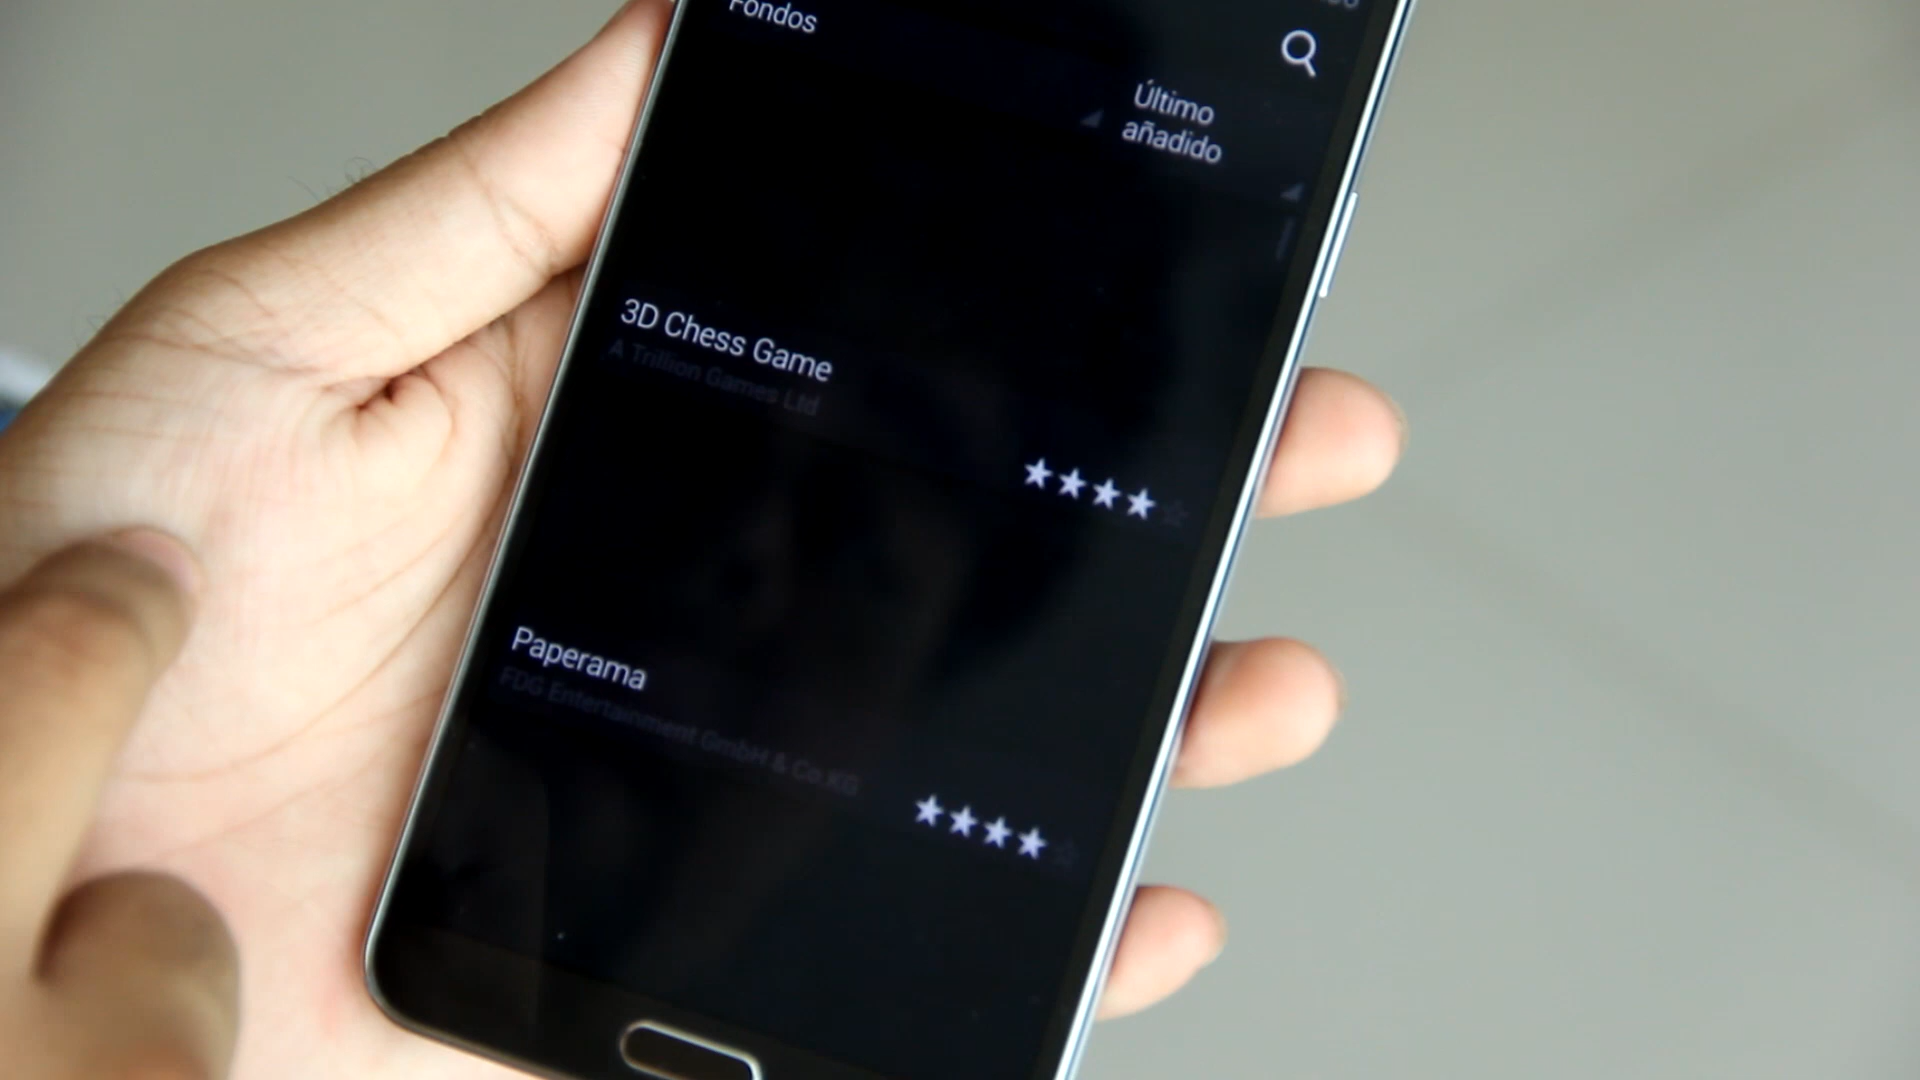 Fondos
Último
añadido
3D Chess Game
A Trillion Games Ltd
Paperama
FDG Entertainment GmbH & Co.KG